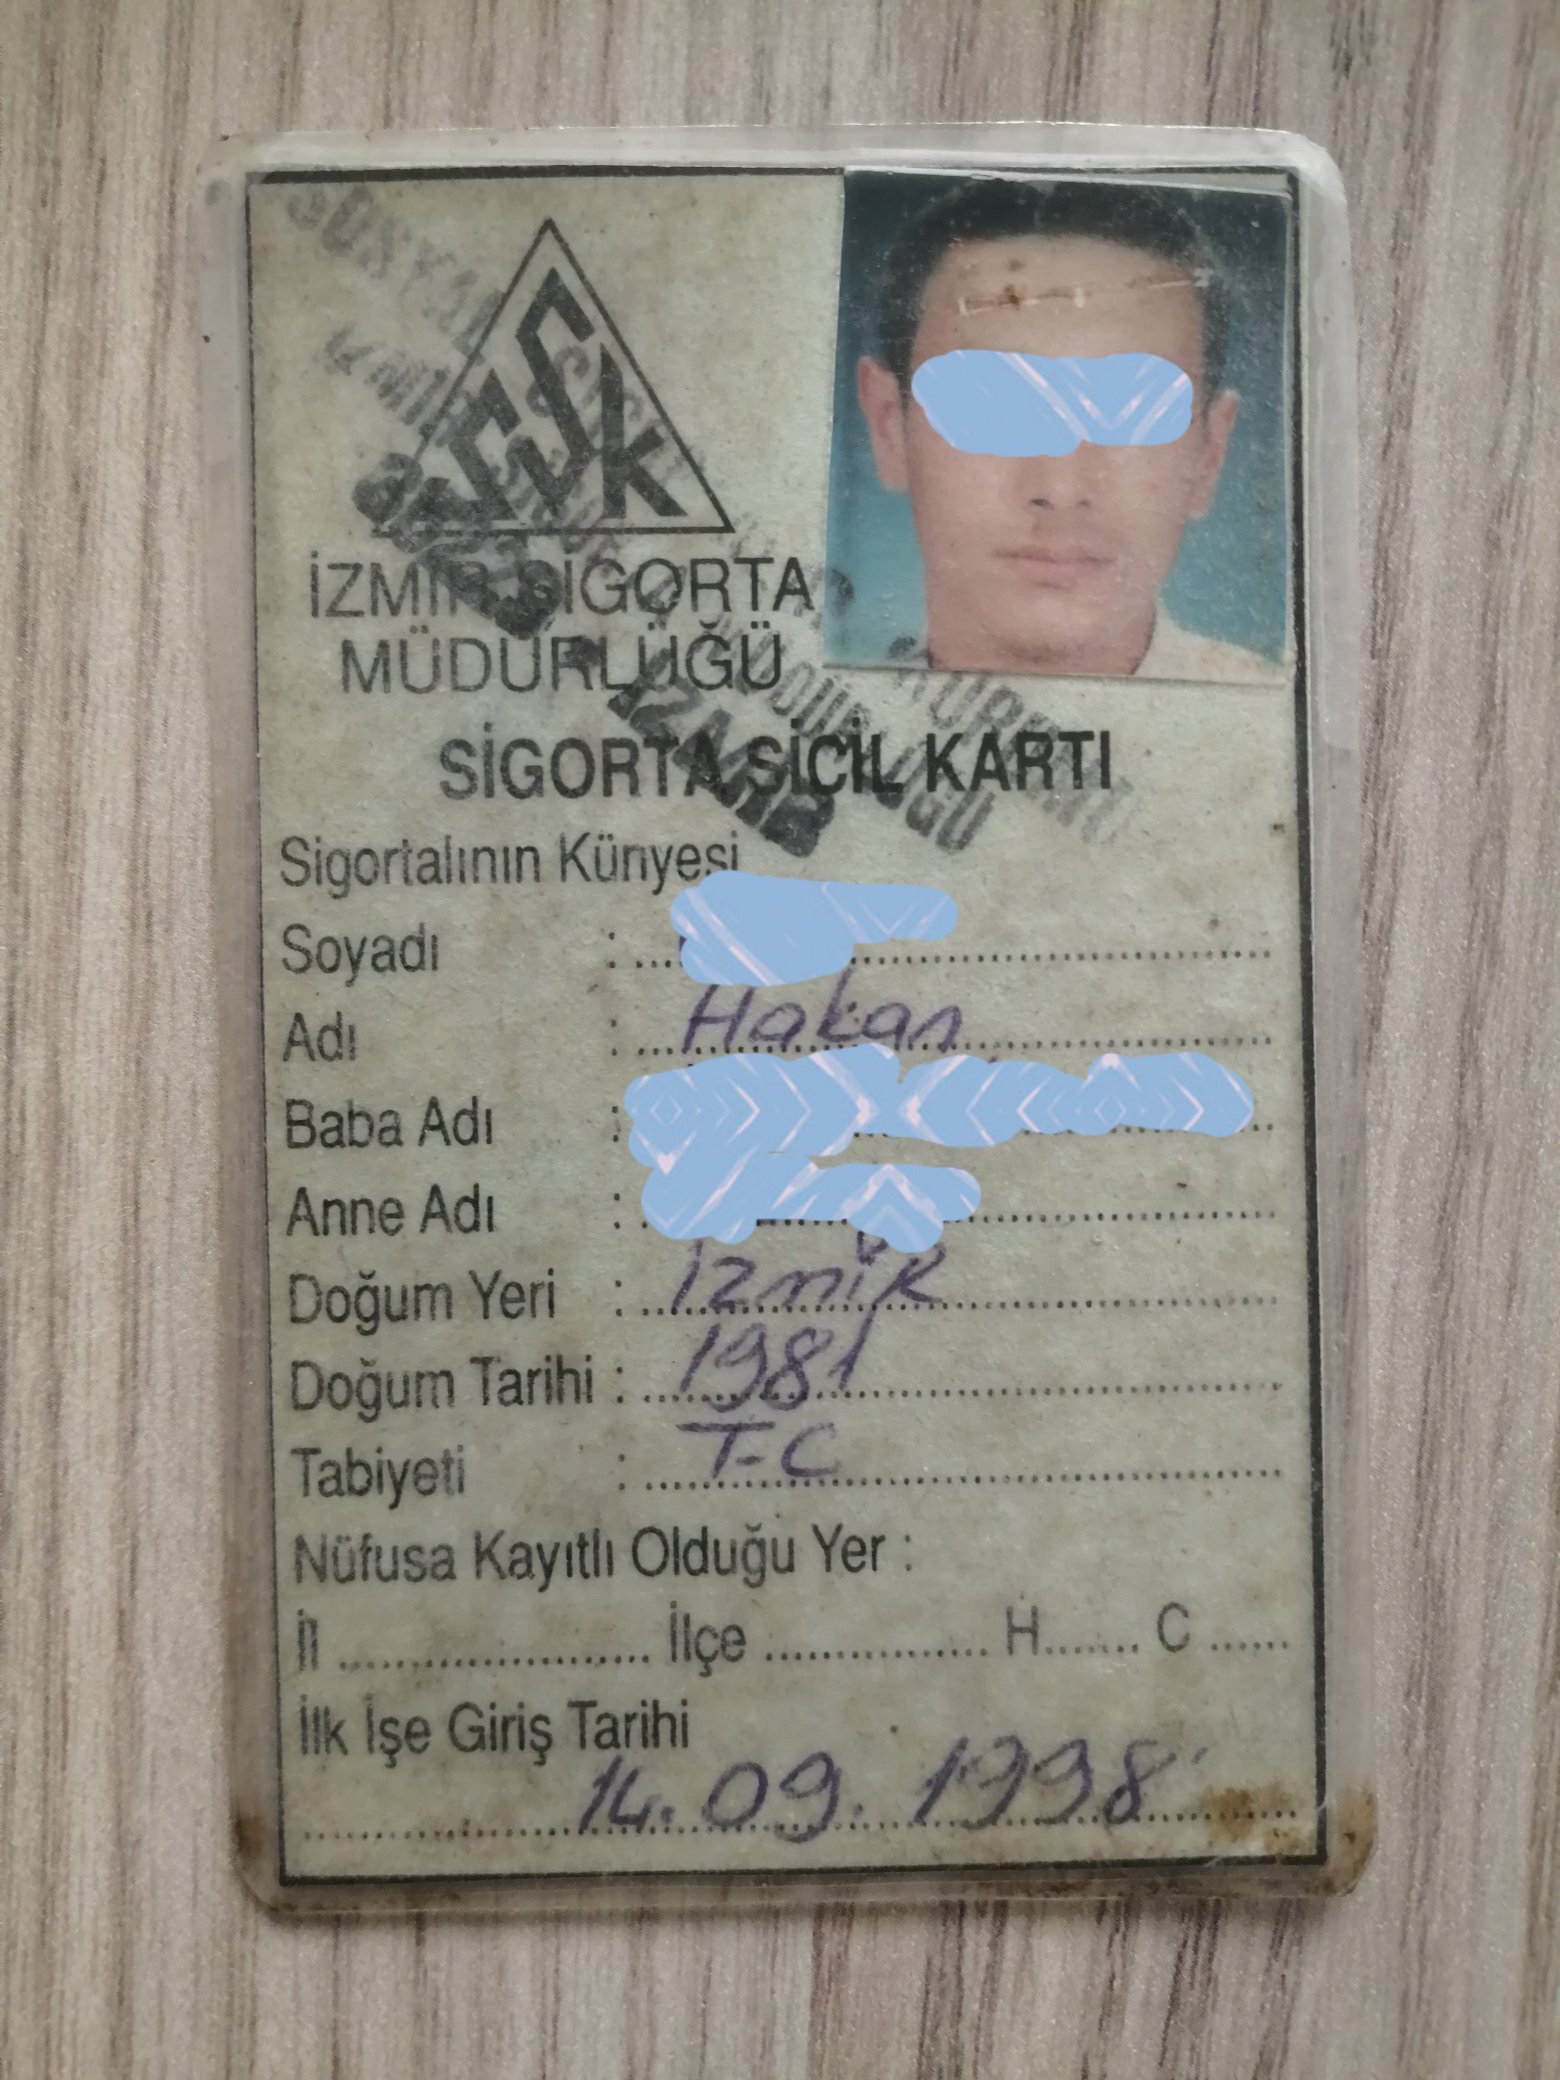 SSK
İZMİR SİGORTA
MÜDÜRLÜĞÜ
SİGORTA SİCİL KARTI
Sigortalının Künyesi
Soyadı :
Adı : Hakan
Baba Adı :
Anne Adı :
Doğum Yeri : İznik
Doğum Tarihi : 1981
Tabiyeti : T-C
Nüfusa Kayıtlı Olduğu Yer :
İl ........................ İlçe ................. H....... C ......
İlk İşe Giriş Tarihi
14.09.1998